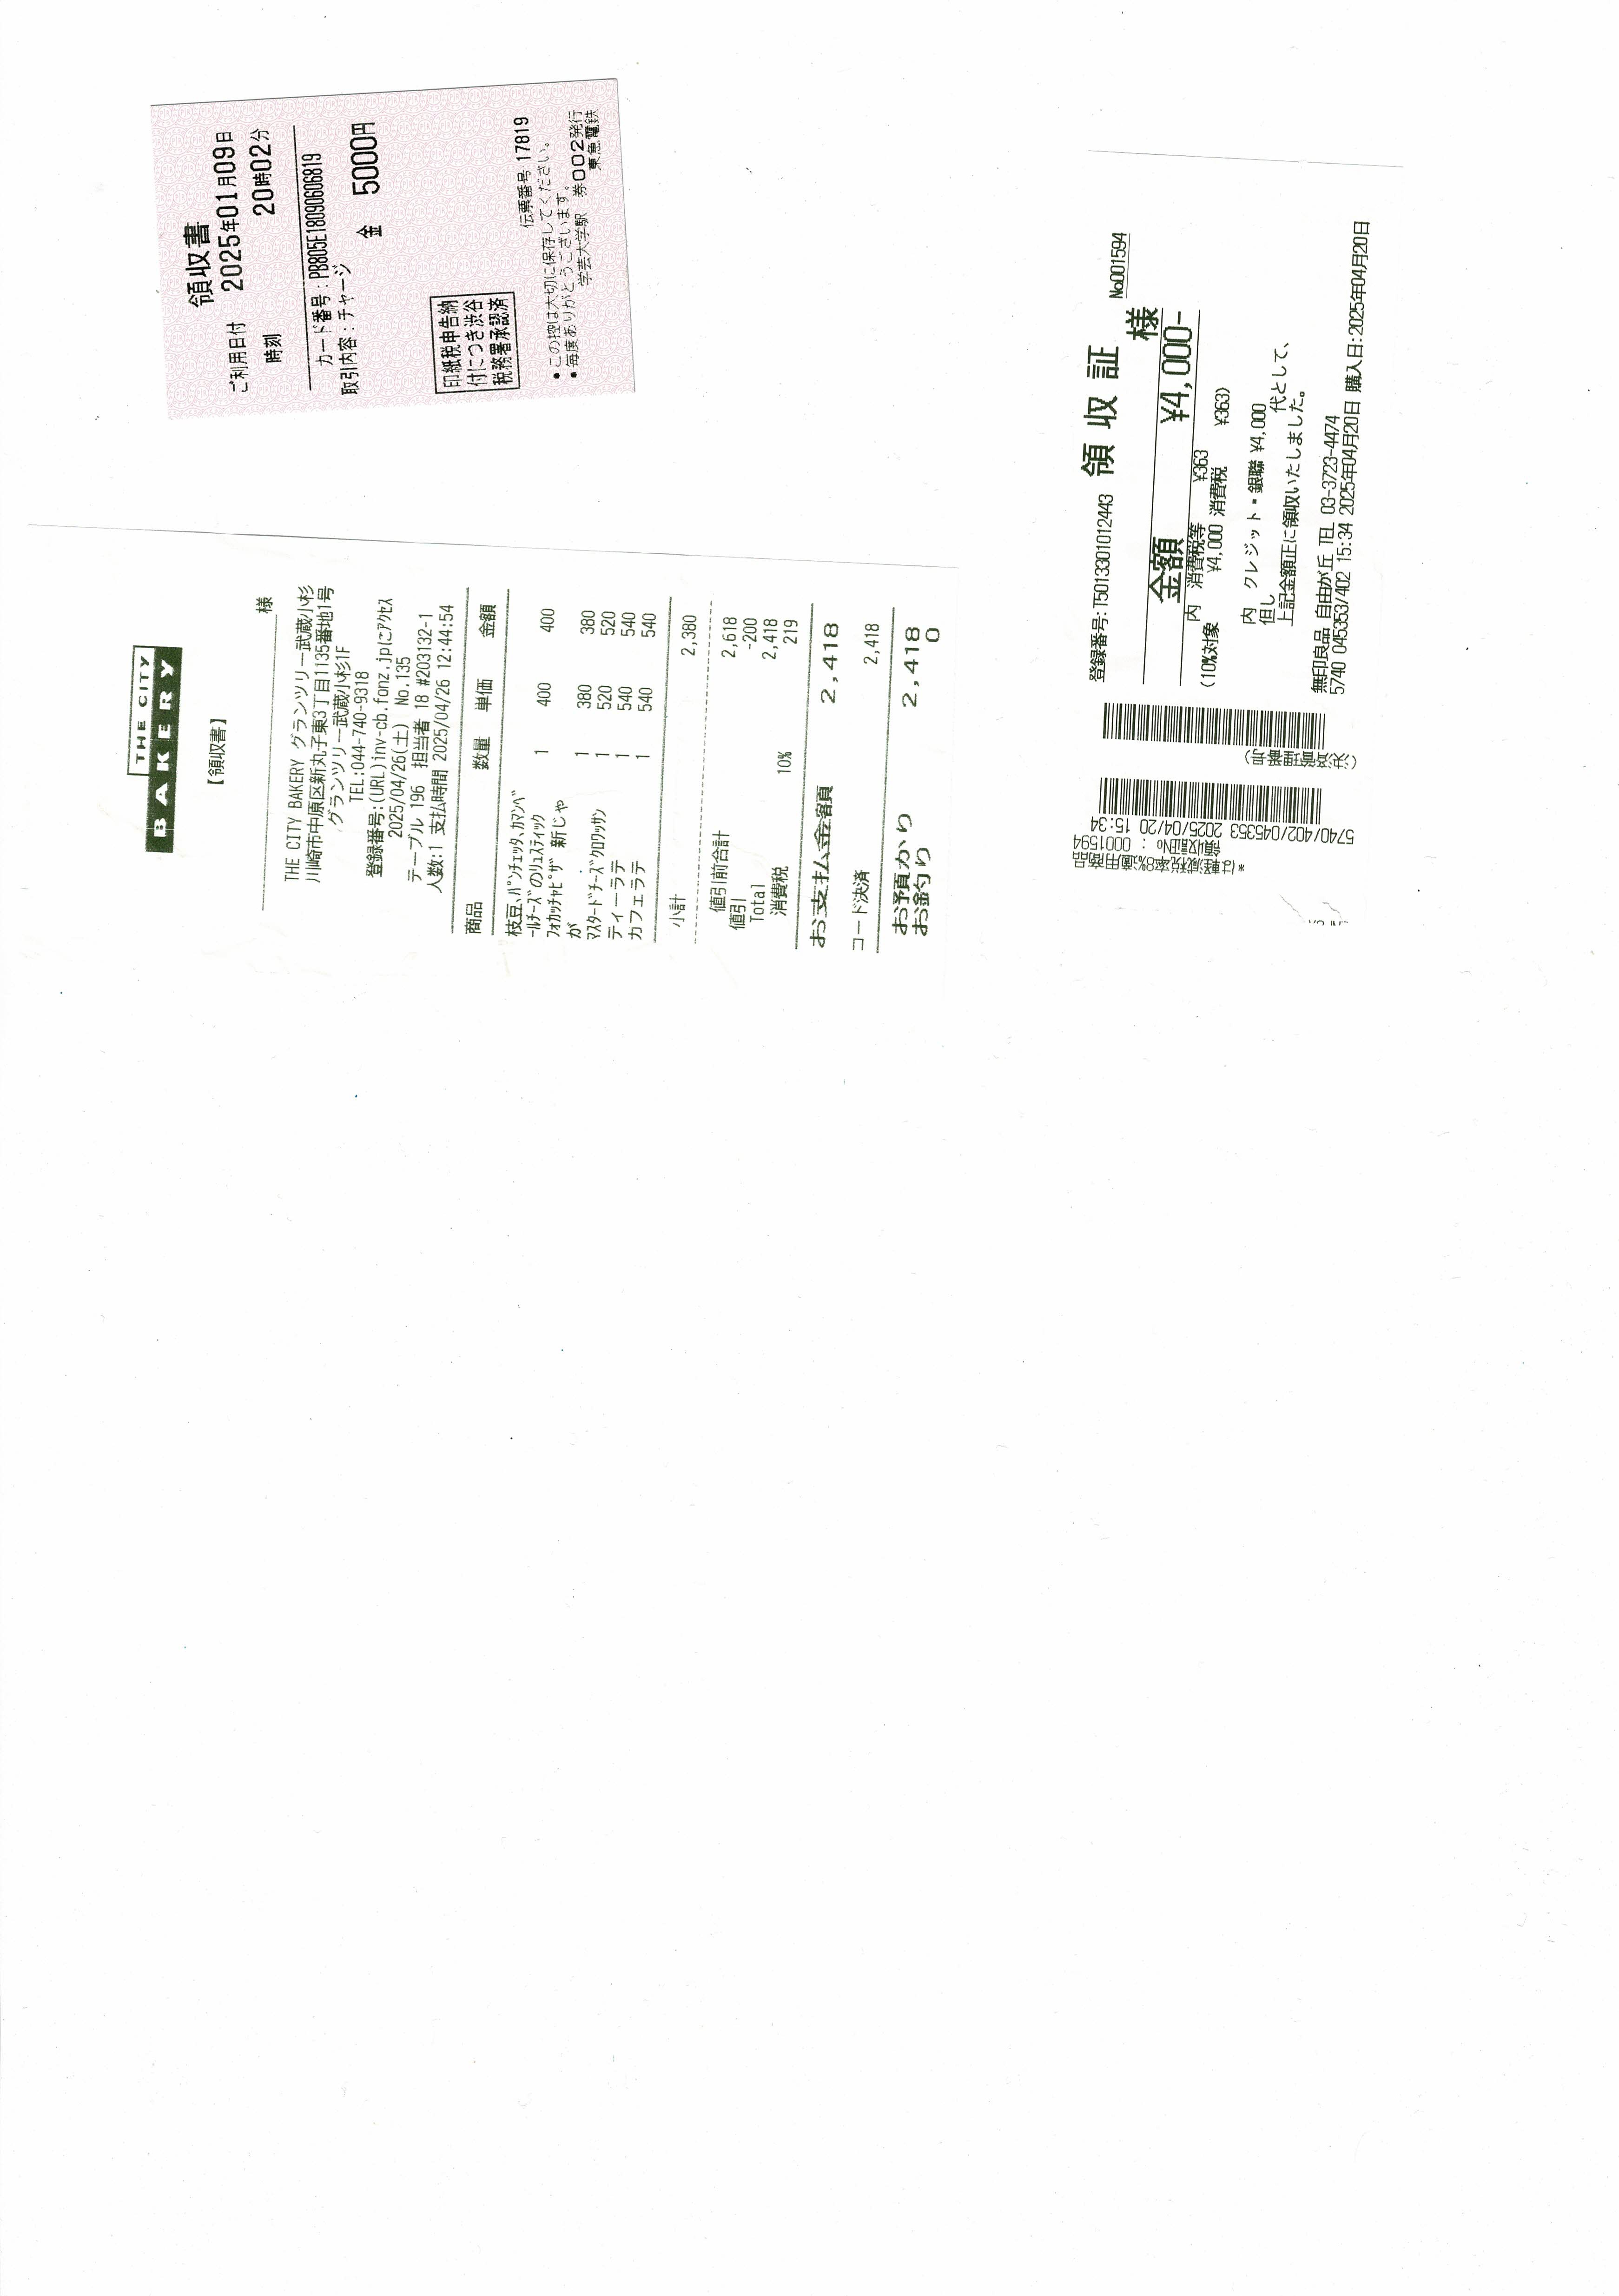 領収書
ご利用日付 2025年01月09日
時刻 20時02分
カード番号:PB805E18090606819
取引内容:チャージ
金 5000円
印紙税申告納
付につき渋谷
税務署承認済
伝票番号 17819
●この控は大切に保存してください。
●毎度ありがとうございます。
学芸大学駅 券002発行
東急電鉄
THE CITY
BAKERY
【領収書】
様
THE CITY BAKERY グランツリー武蔵小杉
川崎市中原区新丸子東3丁目1135番地1号
グランツリー武蔵小杉1F
TEL:044-740-9318
登録番号:(URL)inv-cb.fonz.jpにアクセス
2025/04/26(土) No.135
テーブル 196 担当者 18 #203132-1
人数:1 支払時間 2025/04/26 12:44:54
商品 数量 単価 金額
枝豆、パンチェッタ、カマンベ
ールチーズのリュスティック 1 400 400
フォカッチャピザ 新じゃ
が 1 380 380
マスタードチーズクロワッサン 1 520 520
ティーラテ 1 540 540
カフェラテ 1 540 540
小計 2,380
値引前合計 2,618
値引 -200
Total 2,418
消費税 10% 219
お支払金額 2,418
コード決済 2,418
お預かり 2,418
お釣り 0
登録番号:T5013301012443 領収証 No001594
様
金額 ¥4,000-
内 消費税等 ¥363
(10%対象 ¥4,000 消費税 ¥363)
内 クレジット・銀聯 ¥4,000
但し 代として、
上記金額正に領収いたしました。
無印良品 自由が丘 TEL 03-3723-4474
5740 045353/402 15:34 2025年04月20日 購入日:2025年04月20日
5740/402/045353 2025/04/20 15:34
領収証No : 0001594
*は軽減税率8%適用商品